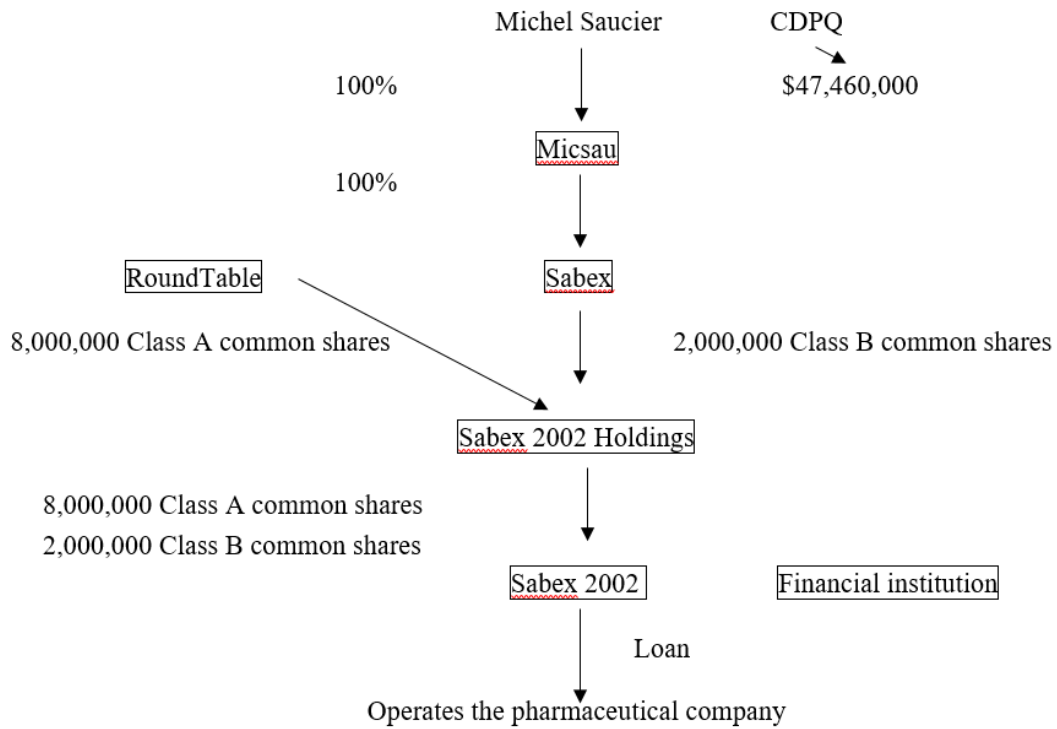 Michel Saucier CDPQ
100% $47,460,000
Micsau
100%
RoundTable Sabex
8,000,000 Class A common shares 2,000,000 Class B common shares
Sabex 2002 Holdings
8,000,000 Class A common shares
2,000,000 Class B common shares
Sabex 2002 Financial institution
Loan
Operates the pharmaceutical company